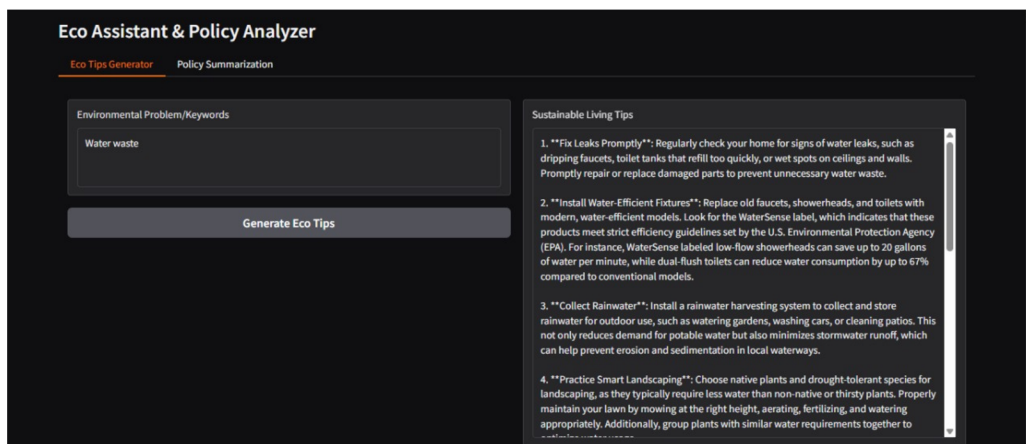 Eco Assistant & Policy Analyzer
Eco Tips Generator
Policy Summarization
Environmental Problem/Keywords
Water waste
Generate Eco Tips
Sustainable Living Tips
1. **Fix Leaks Promptly**: Regularly check your home for signs of water leaks, such as
dripping faucets, toilet tanks that refill too quickly, or wet spots on ceilings and walls.
Promptly repair or replace damaged parts to prevent unnecessary water waste.
2. **Install Water-Efficient Fixtures**: Replace old faucets, showerheads, and toilets with
modern, water-efficient models. Look for the WaterSense label, which indicates that these
products meet strict efficiency guidelines set by the U.S. Environmental Protection Agency
(EPA). For instance, WaterSense labeled low-flow showerheads can save up to 20 gallons
of water per minute, while dual-flush toilets can reduce water consumption by up to 67%
compared to conventional models.
3. **Collect Rainwater**: Install a rainwater harvesting system to collect and store
rainwater for outdoor use, such as watering gardens, washing cars, or cleaning patios. This
not only reduces demand for potable water but also minimizes stormwater runoff, which
can help prevent erosion and sedimentation in local waterways.
4. **Practice Smart Landscaping**: Choose native plants and drought-tolerant species for
landscaping, as they typically require less water than non-native or thirsty plants. Properly
maintain your lawn by mowing at the right height, aerating, fertilizing, and watering
appropriately. Additionally, group plants with similar water requirements together to